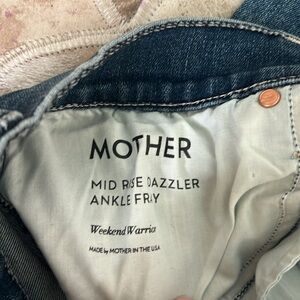 MOTHER
MID RISE DAZZLER
ANKLE FRAY
Weekend Warrior
MADE by MOTHER IN THE USA